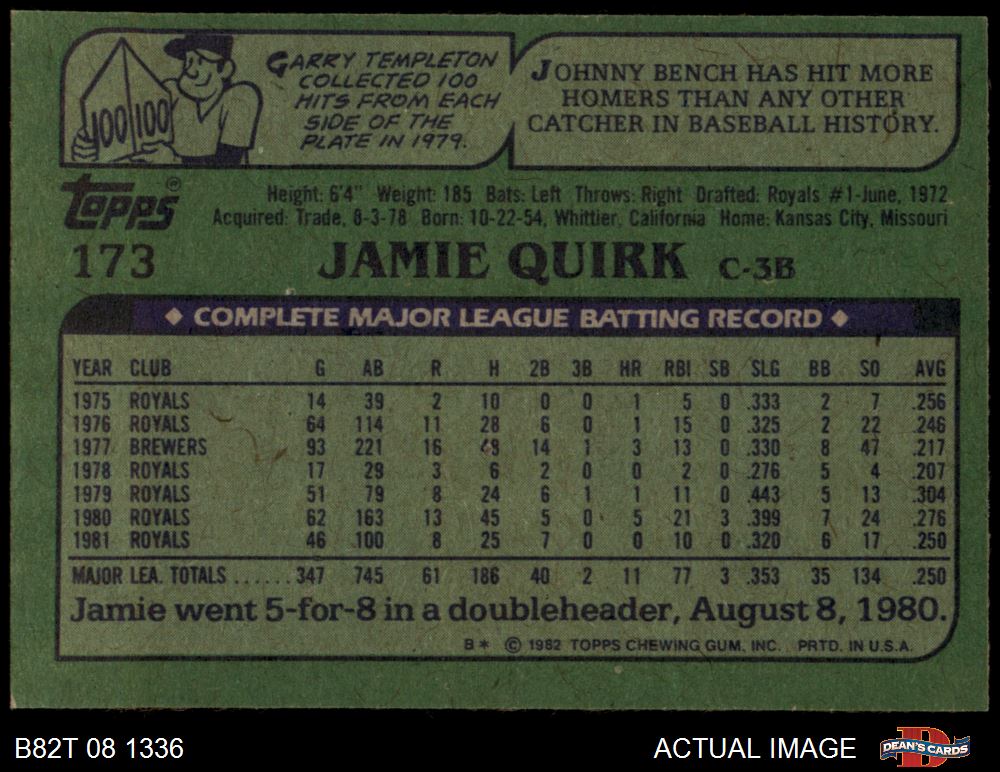 100 100
GARRY TEMPLETON
COLLECTED 100
HITS FROM EACH
SIDE OF THE
PLATE IN 1979.
JOHNNY BENCH HAS HIT MORE
HOMERS THAN ANY OTHER
CATCHER IN BASEBALL HISTORY.
Topps®
Height: 6'4" Weight: 185 Bats: Left Throws: Right Drafted: Royals #1-June, 1972
Acquired: Trade, 8-3-78 Born: 10-22-54, Whittier, California Home: Kansas City, Missouri
173 JAMIE QUIRK C-3B
◆ COMPLETE MAJOR LEAGUE BATTING RECORD ◆
YEAR CLUB G AB R H 2B 3B HR RBI SB SLG BB SO AVG
1975 ROYALS 14 39 2 10 0 0 1 5 0 .333 2 7 .256
1976 ROYALS 64 114 11 28 6 0 1 15 0 .325 2 22 .246
1977 BREWERS 93 221 16 48 14 1 3 13 0 .330 8 47 .217
1978 ROYALS 17 29 3 6 2 0 0 2 0 .276 5 4 .207
1979 ROYALS 51 79 8 24 6 1 1 11 0 .443 5 13 .304
1980 ROYALS 62 163 13 45 5 0 5 21 3 .399 7 24 .276
1981 ROYALS 46 100 8 25 7 0 0 10 0 .320 6 17 .250
MAJOR LEA. TOTALS ...... 347 745 61 186 40 2 11 77 3 .353 35 134 .250
Jamie went 5-for-8 in a doubleheader, August 8, 1980.
B* © 1982 TOPPS CHEWING GUM, INC. PRTD. IN U.S.A.
B82T 08 1336 ACTUAL IMAGE D DEAN'S CARDS